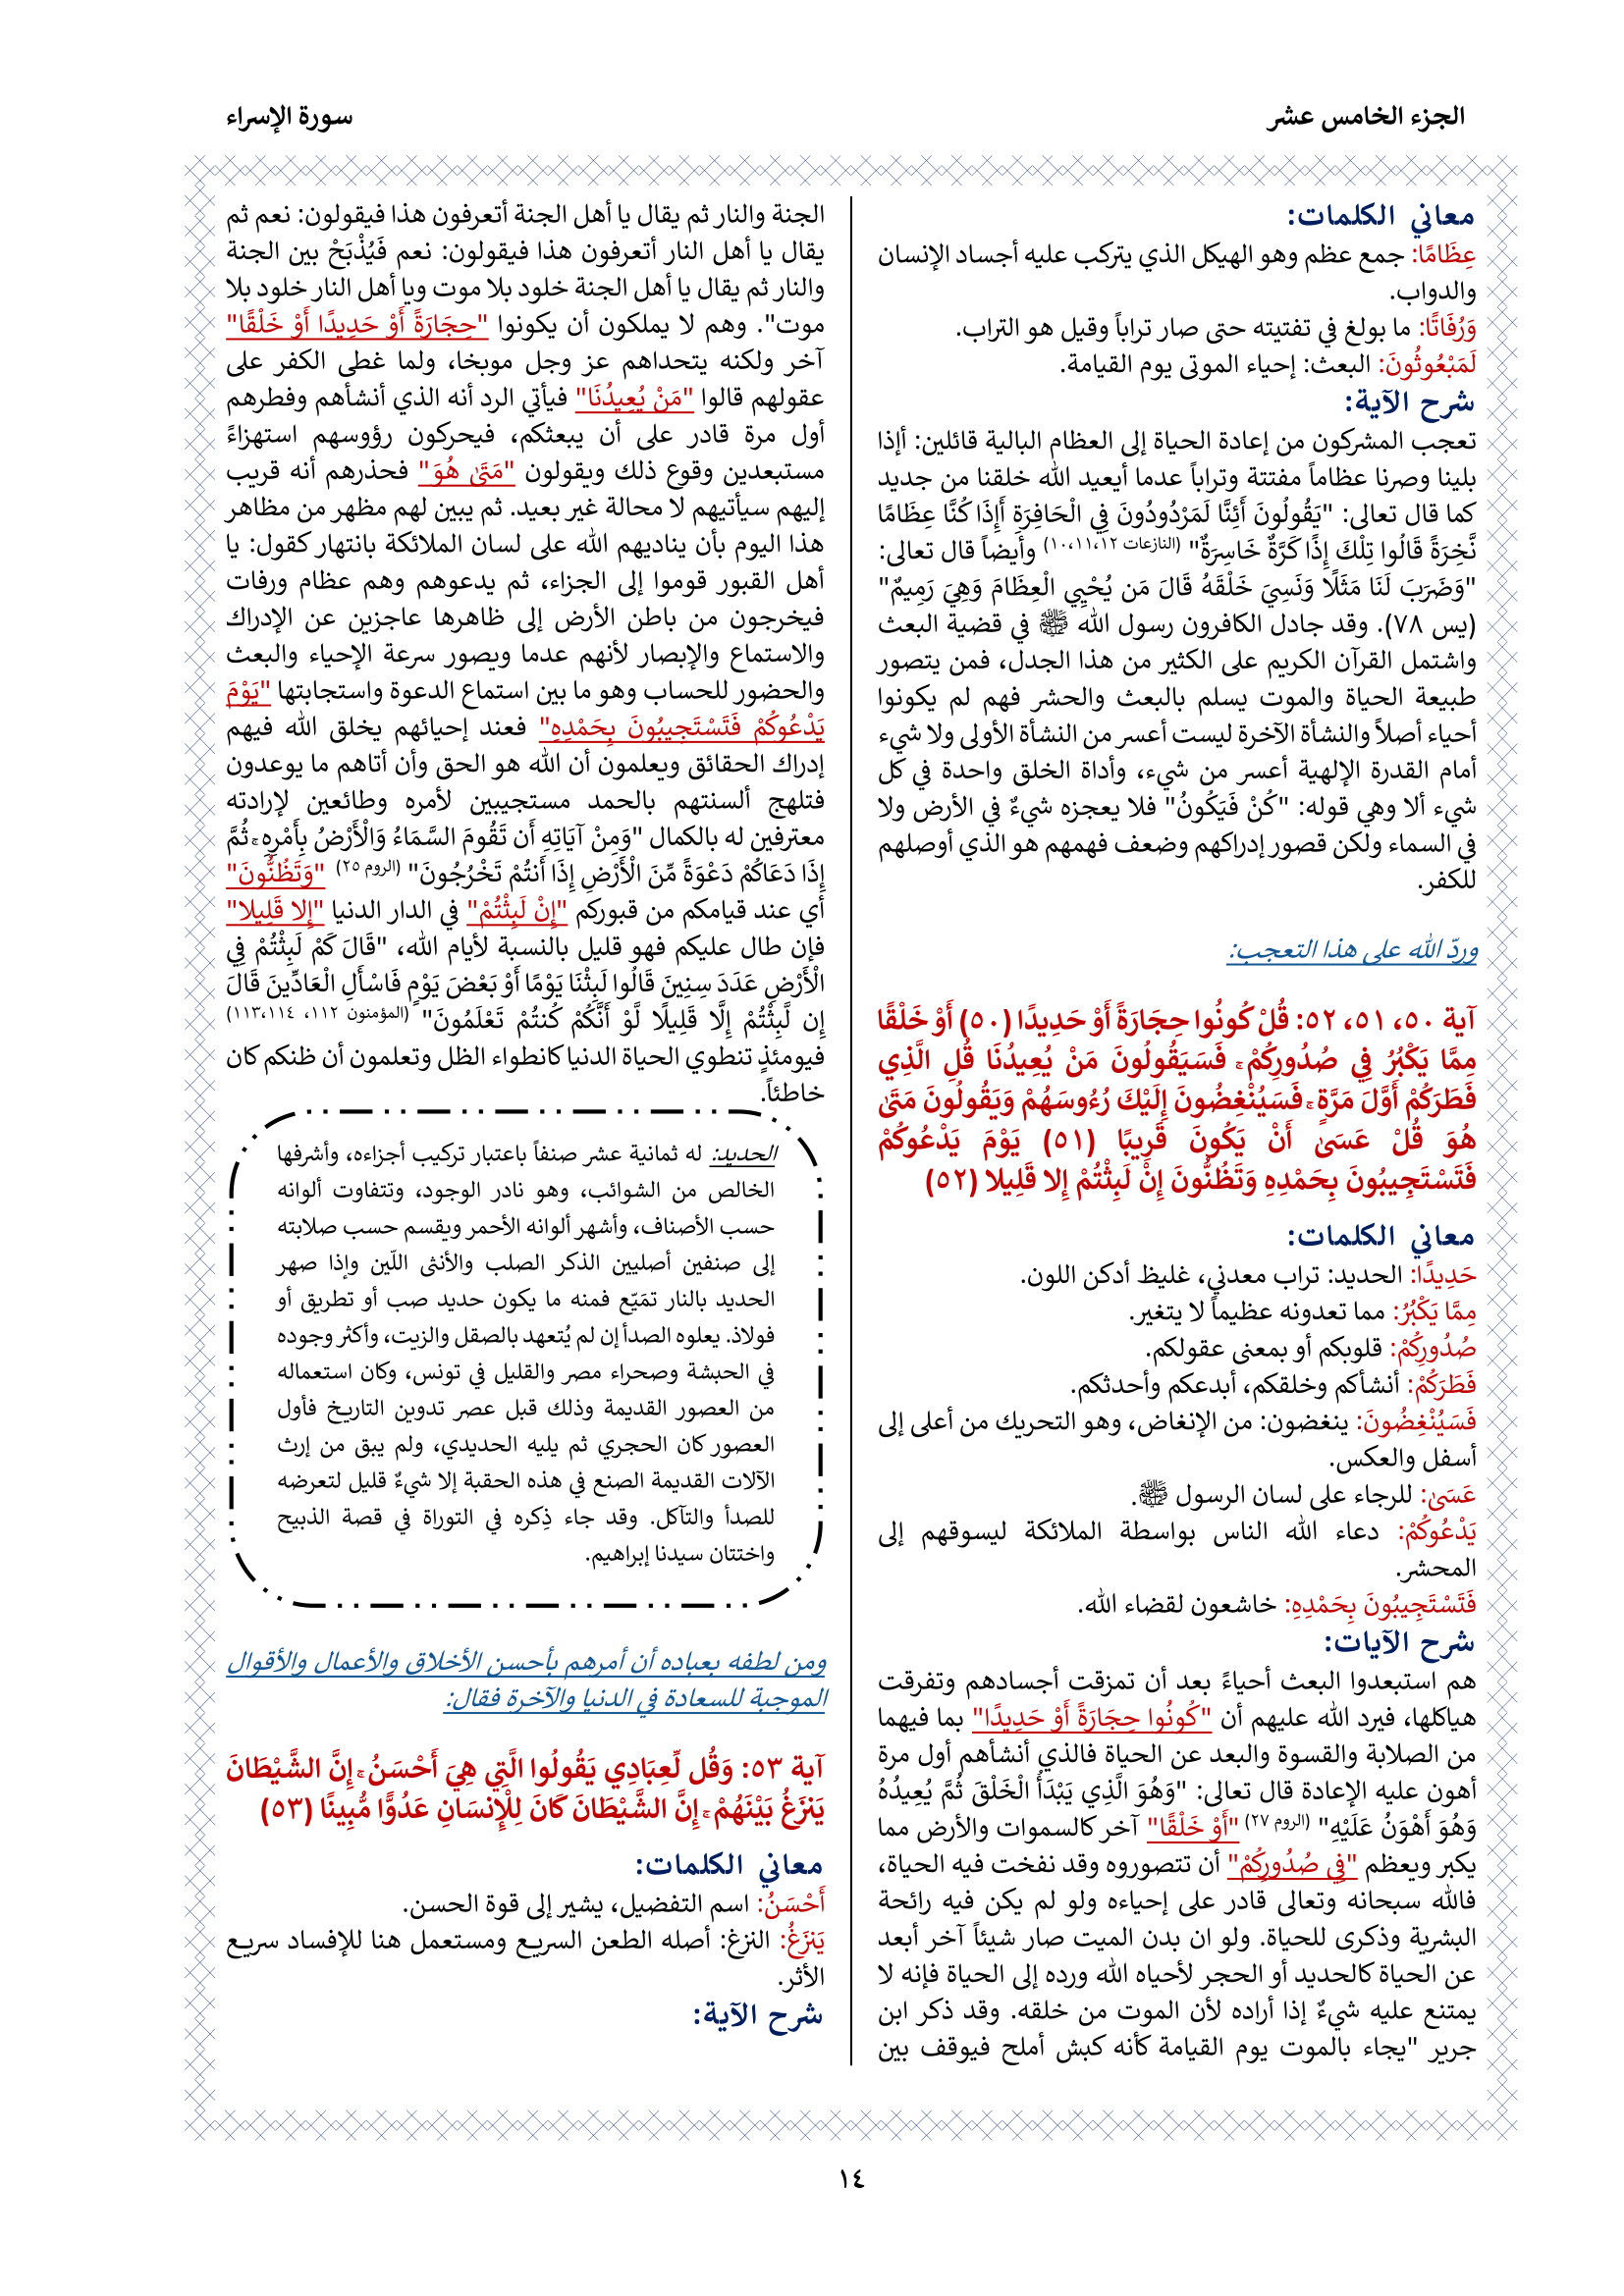 الجزء الخامس عشر
سورة الإسراء
معاني الكلمات:
عِظَامًا: جمع عظم وهو الهيكل الذي يتركب عليه أجساد الإنسان
والدواب.
وَرُفَاتًا: ما بولغ في تفتيته حتى صار تراباً وقيل هو التراب.
لَمَبْعُوثُونَ: البعث: إحياء الموتى يوم القيامة.
شرح الآية:
تعجب المشركون من إعادة الحياة إلى العظام البالية قائلين: أإذا
بلينا وصرنا عظاماً مفتتة وتراباً عدما أيعيد الله خلقنا من جديد
كما قال تعالى: "يَقُولُونَ أَئِنَّا لَمَرْدُودُونَ فِي الْحَافِرَةِ أَإِذَا كُنَّا عِظَامًا
نَّخِرَةً قَالُوا تِلْكَ إِذًا كَرَّةٌ خَاسِرَةٌ" (النازعات ١٠،١١،١٢) وأيضاً قال تعالى:
"وَضَرَبَ لَنَا مَثَلًا وَنَسِيَ خَلْقَهُ قَالَ مَن يُحْيِي الْعِظَامَ وَهِيَ رَمِيمٌ"
(يس ٧٨). وقد جادل الكافرون رسول الله ﷺ في قضية البعث
واشتمل القرآن الكريم على الكثير من هذا الجدل، فمن يتصور
طبيعة الحياة والموت يسلم بالبعث والحشر فهم لم يكونوا
أحياء أصلاً والنشأة الآخرة ليست أعسر من النشأة الأولى ولا شيء
أمام القدرة الإلهية أعسر من شيء، وأداة الخلق واحدة في كل
شيء ألا وهي قوله: "كُنْ فَيَكُونُ" فلا يعجزه شيءٌ في الأرض ولا
في السماء ولكن قصور إدراكهم وضعف فهمهم هو الذي أوصلهم
للكفر.
وردّ الله على هذا التعجب:
آية ٥٠، ٥١، ٥٢: قُلْ كُونُوا حِجَارَةً أَوْ حَدِيدًا (٥٠) أَوْ خَلْقًا
مِمَّا يَكْبُرُ فِي صُدُورِكُمْ ۚ فَسَيَقُولُونَ مَنْ يُعِيدُنَا قُلِ الَّذِي
فَطَرَكُمْ أَوَّلَ مَرَّةٍ ۚ فَسَيُنْغِضُونَ إِلَيْكَ رُءُوسَهُمْ وَيَقُولُونَ مَتَىٰ
هُوَ قُلْ عَسَىٰ أَنْ يَكُونَ قَرِيبًا (٥١) يَوْمَ يَدْعُوكُمْ
فَتَسْتَجِيبُونَ بِحَمْدِهِ وَتَظُنُّونَ إِنْ لَبِثْتُمْ إِلا قَلِيلا (٥٢)
معاني الكلمات:
حَدِيدًا: الحديد: تراب معدني، غليظ أدكن اللون.
مِمَّا يَكْبُرُ: مما تعدونه عظيماً لا يتغير.
صُدُورِكُمْ: قلوبكم أو بمعنى عقولكم.
فَطَرَكُمْ: أنشأكم وخلقكم، أبدعكم وأحدثكم.
فَسَيُنْغِضُونَ: ينغضون: من الإنغاض، وهو التحريك من أعلى إلى
أسفل والعكس.
عَسَىٰ: للرجاء على لسان الرسول ﷺ.
يَدْعُوكُمْ: دعاء الله الناس بواسطة الملائكة ليسوقهم إلى
المحشر.
فَتَسْتَجِيبُونَ بِحَمْدِهِ: خاشعون لقضاء الله.
شرح الآيات:
هم استبعدوا البعث أحياءً بعد أن تمزقت أجسادهم وتفرقت
هياكلها، فيرد الله عليهم أن "كُونُوا حِجَارَةً أَوْ حَدِيدًا" بما فيهما
من الصلابة والقسوة والبعد عن الحياة فالذي أنشأهم أول مرة
أهون عليه الإعادة قال تعالى: "وَهُوَ الَّذِي يَبْدَأُ الْخَلْقَ ثُمَّ يُعِيدُهُ
وَهُوَ أَهْوَنُ عَلَيْهِ" (الروم ٢٧) "أَوْ خَلْقًا" آخر كالسموات والأرض مما
يكبر ويعظم "فِي صُدُورِكُمْ" أن تتصوروه وقد نفخت فيه الحياة،
فالله سبحانه وتعالى قادر على إحياءه ولو لم يكن فيه رائحة
البشرية وذكرى للحياة. ولو ان بدن الميت صار شيئاً آخر أبعد
عن الحياة كالحديد أو الحجر لأحياه الله ورده إلى الحياة فإنه لا
يمتنع عليه شيءٌ إذا أراده لأن الموت من خلقه. وقد ذكر ابن
جرير "يجاء بالموت يوم القيامة كأنه كبش أملح فيوقف بين
الجنة والنار ثم يقال يا أهل الجنة أتعرفون هذا فيقولون: نعم ثم
يقال يا أهل النار أتعرفون هذا فيقولون: نعم فَيُذْبَحْ بين الجنة
والنار ثم يقال يا أهل الجنة خلود بلا موت ويا أهل النار خلود بلا
موت". وهم لا يملكون أن يكونوا "حِجَارَةً أَوْ حَدِيدًا أَوْ خَلْقًا"
آخر ولكنه يتحداهم عز وجل موبخا، ولما غطى الكفر على
عقولهم قالوا "مَنْ يُعِيدُنَا" فيأتي الرد أنه الذي أنشأهم وفطرهم
أول مرة قادر على أن يبعثكم، فيحركون رؤوسهم استهزاءً
مستبعدين وقوع ذلك ويقولون "مَتَىٰ هُوَ" فحذرهم أنه قريب
إليهم سيأتيهم لا محالة غير بعيد. ثم يبين لهم مظهر من مظاهر
هذا اليوم بأن يناديهم الله على لسان الملائكة بانتهار كقول: يا
أهل القبور قوموا إلى الجزاء، ثم يدعوهم وهم عظام ورفات
فيخرجون من باطن الأرض إلى ظاهرها عاجزين عن الإدراك
والاستماع والإبصار لأنهم عدما ويصور سرعة الإحياء والبعث
والحضور للحساب وهو ما بين استماع الدعوة واستجابتها "يَوْمَ
يَدْعُوكُمْ فَتَسْتَجِيبُونَ بِحَمْدِهِ" فعند إحيائهم يخلق الله فيهم
إدراك الحقائق ويعلمون أن الله هو الحق وأن أتاهم ما يوعدون
فتلهج ألسنتهم بالحمد مستجيبين لأمره وطائعين لإرادته
معترفين له بالكمال "وَمِنْ آيَاتِهِ أَن تَقُومَ السَّمَاءُ وَالْأَرْضُ بِأَمْرِهِ ۚ ثُمَّ
إِذَا دَعَاكُمْ دَعْوَةً مِّنَ الْأَرْضِ إِذَا أَنتُمْ تَخْرُجُونَ" (الروم ٢٥) "وَتَظُنُّونَ"
أي عند قيامكم من قبوركم "إِنْ لَبِثْتُمْ" في الدار الدنيا "إِلا قَلِيلا"
فإن طال عليكم فهو قليل بالنسبة لأيام الله، "قَالَ كَمْ لَبِثْتُمْ فِي
الْأَرْضِ عَدَدَ سِنِينَ قَالُوا لَبِثْنَا يَوْمًا أَوْ بَعْضَ يَوْمٍ فَاسْأَلِ الْعَادِّينَ قَالَ
إِن لَّبِثْتُمْ إِلَّا قَلِيلًا لَّوْ أَنَّكُمْ كُنتُمْ تَعْلَمُونَ" (المؤمنون ١١٢، ١١٣،١١٤)
فيومئذٍ تنطوي الحياة الدنيا كانطواء الظل وتعلمون أن ظنكم كان
خاطئاً.
الحديد: له ثمانية عشر صنفاً باعتبار تركيب أجزاءه، وأشرفها
الخالص من الشوائب، وهو نادر الوجود، وتتفاوت ألوانه
حسب الأصناف، وأشهر ألوانه الأحمر ويقسم حسب صلابته
إلى صنفين أصليين الذكر الصلب والأنثى اللّين وإذا صهر
الحديد بالنار تمَيّع فمنه ما يكون حديد صب أو تطريق أو
فولاذ. يعلوه الصدأ إن لم يُتعهد بالصقل والزيت، وأكثر وجوده
في الحبشة وصحراء مصر والقليل في تونس، وكان استعماله
من العصور القديمة وذلك قبل عصر تدوين التاريخ فأول
العصور كان الحجري ثم يليه الحديدي، ولم يبق من إرث
الآلات القديمة الصنع في هذه الحقبة إلا شيءٌ قليل لتعرضه
للصدأ والتآكل. وقد جاء ذِكره في التوراة في قصة الذبيح
واختتان سيدنا إبراهيم.
ومن لطفه بعباده أن أمرهم بأحسن الأخلاق والأعمال والأقوال
الموجبة للسعادة في الدنيا والآخرة فقال:
آية ٥٣: وَقُل لِّعِبَادِي يَقُولُوا الَّتِي هِيَ أَحْسَنُ ۚ إِنَّ الشَّيْطَانَ
يَنزَغُ بَيْنَهُمْ ۚ إِنَّ الشَّيْطَانَ كَانَ لِلْإِنسَانِ عَدُوًّا مُّبِينًا (٥٣)
معاني الكلمات:
أَحْسَنُ: اسم التفضيل، يشير إلى قوة الحسن.
يَنزَغُ: النزغ: أصله الطعن السريع ومستعمل هنا للإفساد سريع
الأثر.
شرح الآية:
١٤